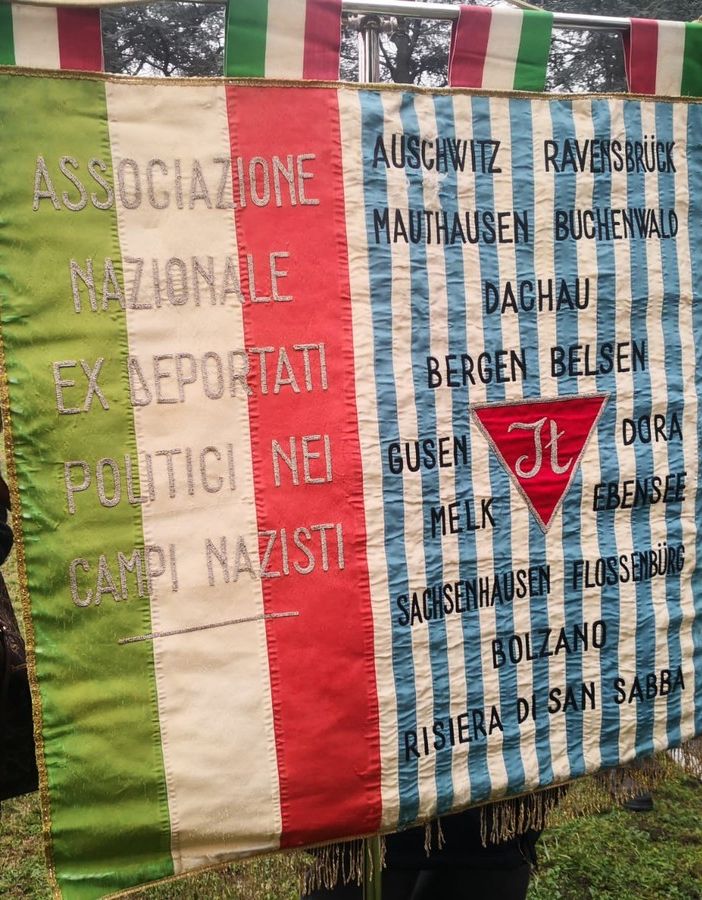 ASSOCIAZIONE
NAZIONALE
EX DEPORTATI
POLITICI NEI
CAMPI NAZISTI
AUSCHWITZ RAVENSBRÜCK
MAUTHAUSEN BUCHENWALD
DACHAU
BERGEN BELSEN
GUSEN It DORA
MELK EBENSEE
SACHSENHAUSEN FLOSSENBÜRG
BOLZANO
RISIERA DI SAN SABBA